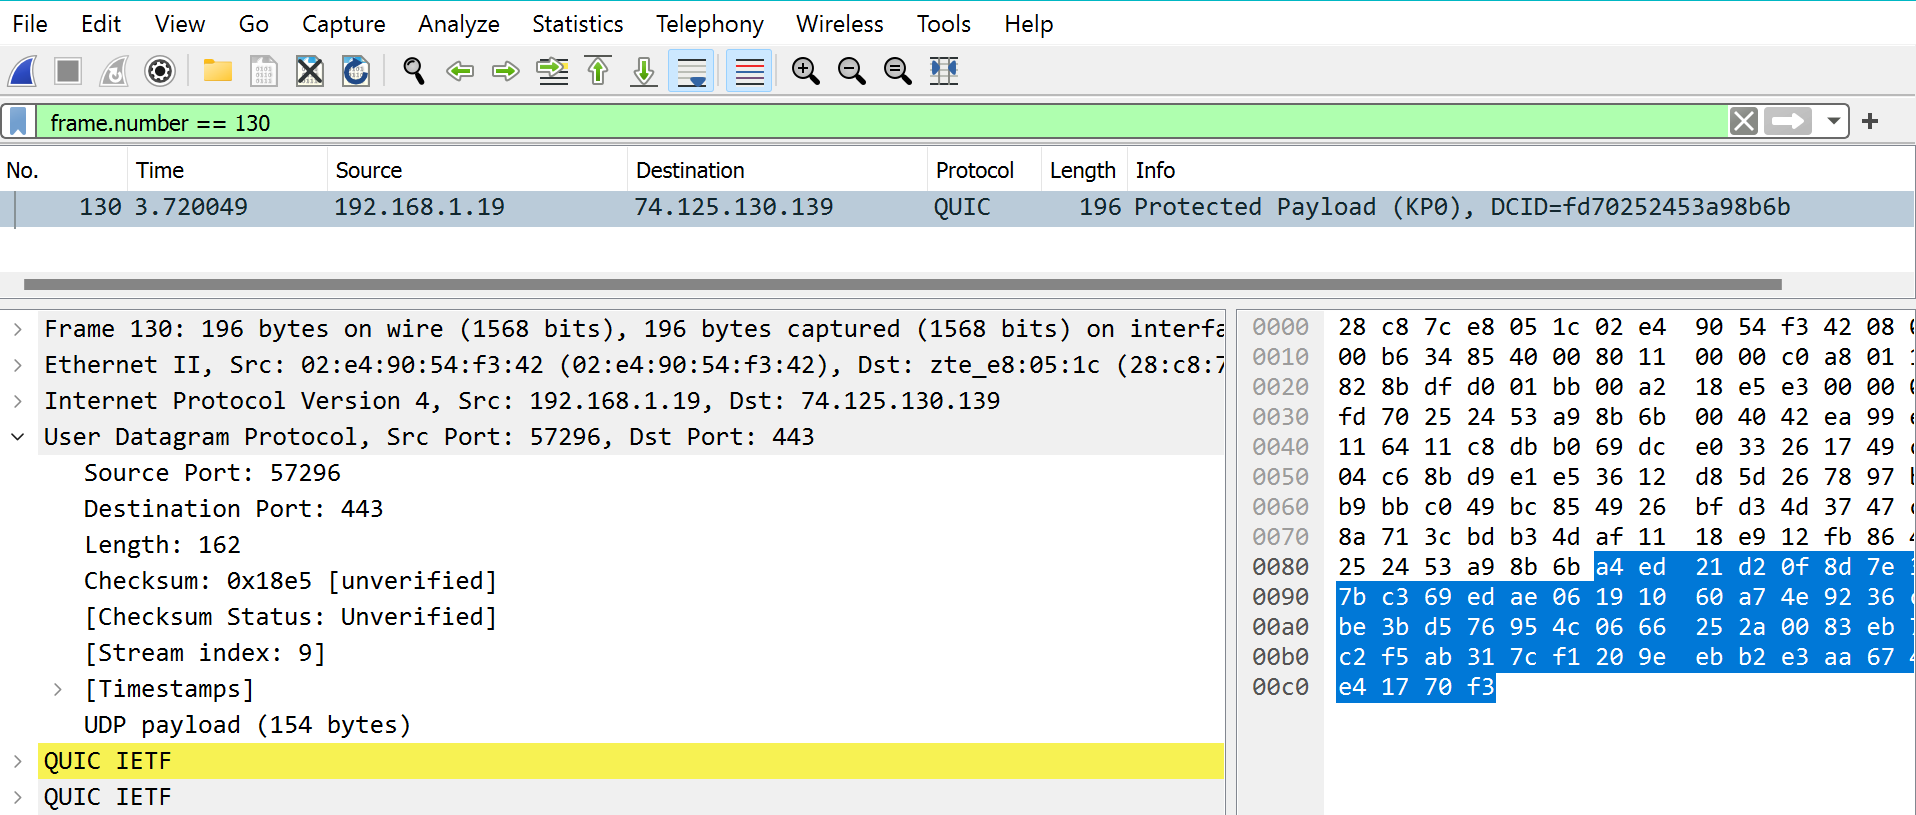 File Edit View Go Capture Analyze Statistics Telephony Wireless Tools Help
frame.number == 130
No. Time Source Destination Protocol Length Info
130 3.720049 192.168.1.19 74.125.130.139 QUIC 196 Protected Payload (KP0), DCID=fd70252453a98b6b
Frame 130: 196 bytes on wire (1568 bits), 196 bytes captured (1568 bits) on interfa
Ethernet II, Src: 02:e4:90:54:f3:42 (02:e4:90:54:f3:42), Dst: zte_e8:05:1c (28:c8:7
Internet Protocol Version 4, Src: 192.168.1.19, Dst: 74.125.130.139
User Datagram Protocol, Src Port: 57296, Dst Port: 443
Source Port: 57296
Destination Port: 443
Length: 162
Checksum: 0x18e5 [unverified]
[Checksum Status: Unverified]
[Stream index: 9]
[Timestamps]
UDP payload (154 bytes)
QUIC IETF
QUIC IETF
0000 28 c8 7c e8 05 1c 02 e4 90 54 f3 42 08
0010 00 b6 34 85 40 00 80 11 00 00 c0 a8 01
0020 82 8b df d0 01 bb 00 a2 18 e5 e3 00 00
0030 fd 70 25 24 53 a9 8b 6b 00 40 42 ea 99
0040 11 64 11 c8 db b0 69 dc e0 33 26 17 49
0050 04 c6 8b d9 e1 e5 36 12 d8 5d 26 78 97
0060 b9 bb c0 49 bc 85 49 26 bf d3 4d 37 47
0070 8a 71 3c bd b3 4d af 11 18 e9 12 fb 86
0080 25 24 53 a9 8b 6b a4 ed 21 d2 0f 8d 7e
0090 7b c3 69 ed ae 06 19 10 60 a7 4e 92 36
00a0 be 3b d5 76 95 4c 06 66 25 2a 00 83 eb
00b0 c2 f5 ab 31 7c f1 20 9e eb b2 e3 aa 67
00c0 e4 17 70 f3